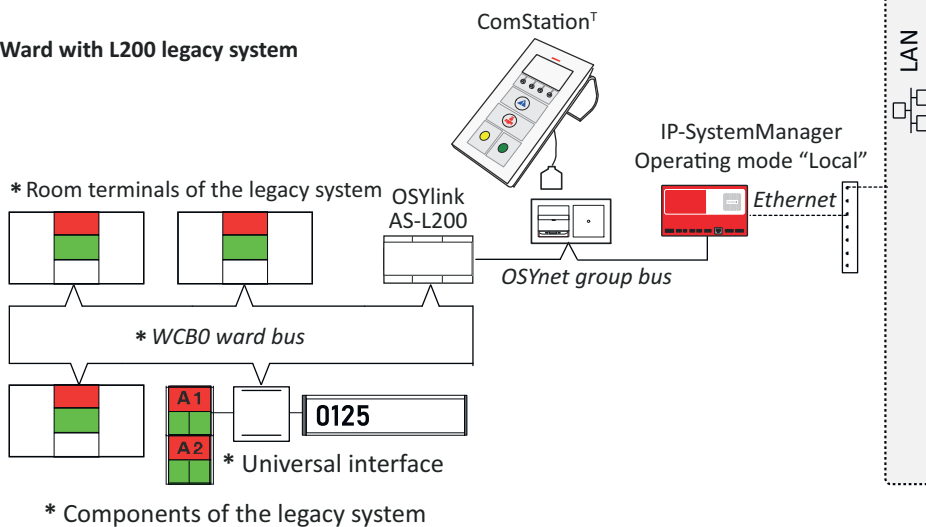 ComStationᵀ
Ward with L200 legacy system
LAN
IP-SystemManager
Operating mode “Local”
* Room terminals of the legacy system
OSYlink
AS-L200
Ethernet
OSYnet group bus
* WCB0 ward bus
A1
0125
A2
* Universal interface
* Components of the legacy system